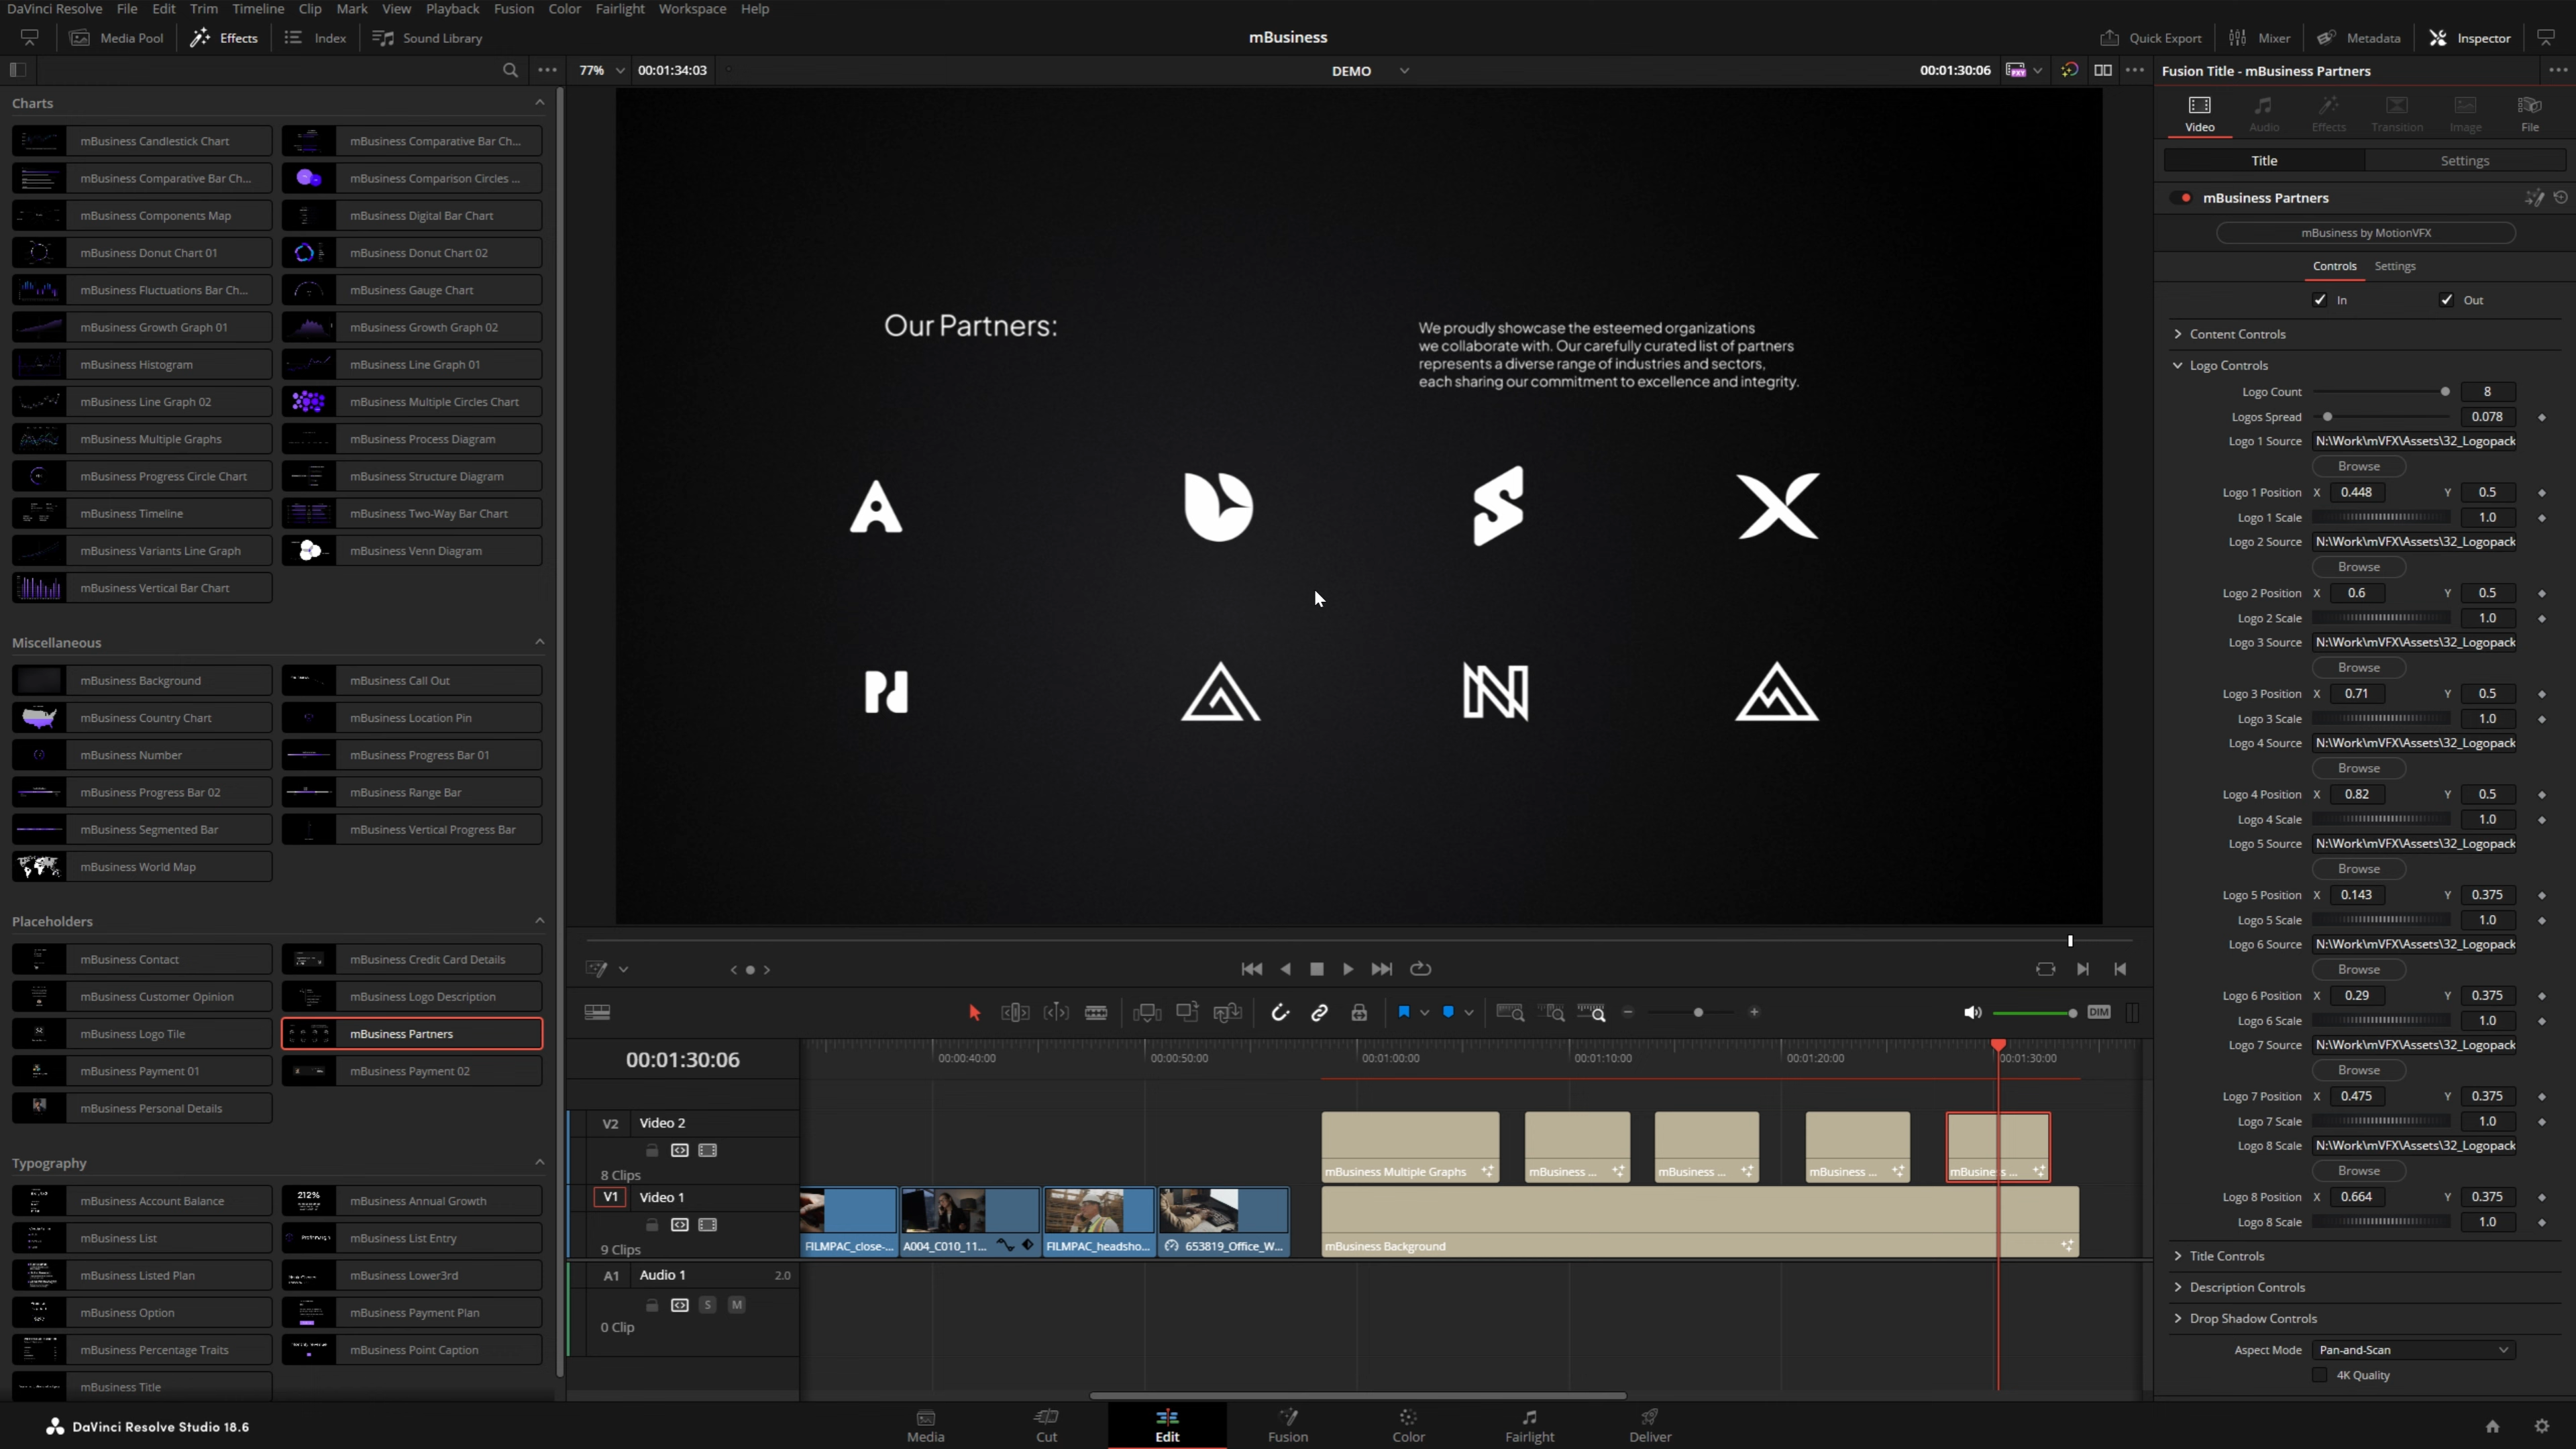 DaVinci Resolve File Edit Trim Timeline Clip Mark View Playback Fusion Color Fairlight Workspace Help
Media Pool Effects Index Sound Library mBusiness Quick Export Mixer Metadata Inspector
77% 00:01:34:03 DEMO 00:01:30:06 Fusion Title - mBusiness Partners
Charts
mBusiness Candlestick Chart mBusiness Comparative Bar Ch...
mBusiness Comparative Bar Ch... mBusiness Comparison Circles ...
mBusiness Components Map mBusiness Digital Bar Chart
mBusiness Donut Chart 01 mBusiness Donut Chart 02
mBusiness Fluctuations Bar Ch... mBusiness Gauge Chart
mBusiness Growth Graph 01 mBusiness Growth Graph 02
mBusiness Histogram mBusiness Line Graph 01
mBusiness Line Graph 02 mBusiness Multiple Circles Chart
mBusiness Multiple Graphs mBusiness Process Diagram
mBusiness Progress Circle Chart mBusiness Structure Diagram
mBusiness Timeline mBusiness Two-Way Bar Chart
mBusiness Variants Line Graph mBusiness Venn Diagram
mBusiness Vertical Bar Chart
Miscellaneous
mBusiness Background mBusiness Call Out
mBusiness Country Chart mBusiness Location Pin
mBusiness Number mBusiness Progress Bar 01
mBusiness Progress Bar 02 mBusiness Range Bar
mBusiness Segmented Bar mBusiness Vertical Progress Bar
mBusiness World Map
Placeholders
mBusiness Contact mBusiness Credit Card Details
mBusiness Customer Opinion mBusiness Logo Description
mBusiness Logo Tile mBusiness Partners
mBusiness Payment 01 mBusiness Payment 02
mBusiness Personal Details
Typography
mBusiness Account Balance 212% mBusiness Annual Growth
mBusiness List mBusiness List Entry
mBusiness Listed Plan mBusiness Lower3rd
mBusiness Option mBusiness Payment Plan
mBusiness Percentage Traits mBusiness Point Caption
mBusiness Title
Our Partners:
We proudly showcase the esteemed organizations
we collaborate with. Our carefully curated list of partners
represents a diverse range of industries and sectors,
each sharing our commitment to excellence and integrity.
DIM
00:01:30:06 00:00:40:00 00:00:50:00 00:01:00:00 00:01:10:00 00:01:20:00 00:01:30:00
V2 Video 2
8 Clips
mBusiness Multiple Graphs mBusiness ... mBusiness ... mBusiness ... mBusiness ...
V1 Video 1
9 Clips
FILMPAC_close-... A004_C010_11... FILMPAC_headsho... 653819_Office_W... mBusiness Background
A1 Audio 1 2.0
S M
0 Clip
Video Audio Effects Transition Image File
Title Settings
mBusiness Partners
mBusiness by MotionVFX
Controls Settings
In Out
Content Controls
Logo Controls
Logo Count 8
Logos Spread 0.078
Logo 1 Source N:\Work\mVFX\Assets\32_Logopack
Browse
Logo 1 Position X 0.448 Y 0.5
Logo 1 Scale 1.0
Logo 2 Source N:\Work\mVFX\Assets\32_Logopack
Browse
Logo 2 Position X 0.6 Y 0.5
Logo 2 Scale 1.0
Logo 3 Source N:\Work\mVFX\Assets\32_Logopack
Browse
Logo 3 Position X 0.71 Y 0.5
Logo 3 Scale 1.0
Logo 4 Source N:\Work\mVFX\Assets\32_Logopack
Browse
Logo 4 Position X 0.82 Y 0.5
Logo 4 Scale 1.0
Logo 5 Source N:\Work\mVFX\Assets\32_Logopack
Browse
Logo 5 Position X 0.143 Y 0.375
Logo 5 Scale 1.0
Logo 6 Source N:\Work\mVFX\Assets\32_Logopack
Browse
Logo 6 Position X 0.29 Y 0.375
Logo 6 Scale 1.0
Logo 7 Source N:\Work\mVFX\Assets\32_Logopack
Browse
Logo 7 Position X 0.475 Y 0.375
Logo 7 Scale 1.0
Logo 8 Source N:\Work\mVFX\Assets\32_Logopack
Browse
Logo 8 Position X 0.664 Y 0.375
Logo 8 Scale 1.0
Title Controls
Description Controls
Drop Shadow Controls
Aspect Mode Pan-and-Scan
4K Quality
DaVinci Resolve Studio 18.6 Media Cut Edit Fusion Color Fairlight Deliver